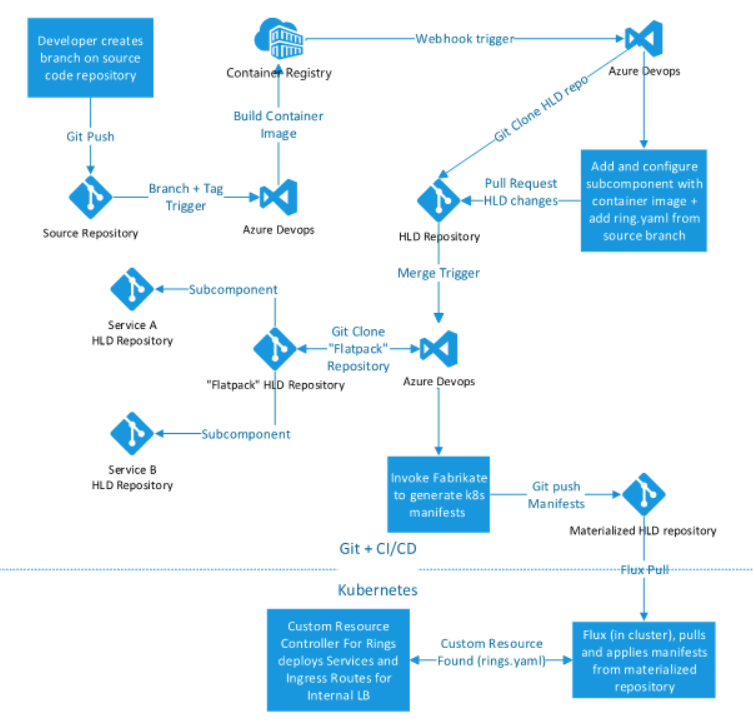 Developer creates
branch on source
code repository
Git Push
Source Repository
Branch + Tag
Trigger
Azure Devops
Build Container
Image
Container Registry
Webhook trigger
Azure Devops
Git Clone HLD repo
Add and configure
subcomponent with
container image +
add ring.yaml from
source branch
Pull Request
HLD changes
HLD Repository
Merge Trigger
Azure Devops
Git Clone
"Flatpack"
Repository
"Flatpack" HLD Repository
Subcomponent
Service A
HLD Repository
Subcomponent
Service B
HLD Repository
Invoke Fabrikate
to generate k8s
manifests
Git push
Manifests
Materialized HLD repository
Git + CI/CD
Flux Pull
Kubernetes
Flux (in cluster), pulls
and applies manifests
from materialized
repository
Custom Resource
Found (rings.yaml)
Custom Resource
Controller For Rings
deploys Services and
Ingress Routes for
Internal LB